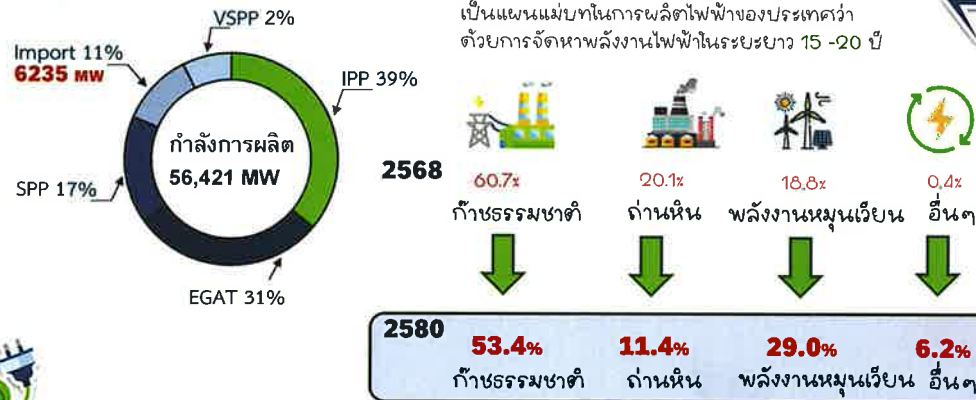 VSPP 2%
Import 11%
6235 MW
IPP 39%
กำลังการผลิต
56,421 MW
SPP 17%
EGAT 31%
เป็นแผนแม่บทในการผลิตไฟฟ้าของประเทศว่า
ด้วยการจัดหาพลังงานไฟฟ้าในระยะยาว 15 -20 ปี
2568
60.7% 20.1% 18.8% 0.4%
ก๊าซธรรมชาติ ถ่านหิน พลังงานหมุนเวียน อื่นๆ
2580
53.4% 11.4% 29.0% 6.2%
ก๊าซธรรมชาติ ถ่านหิน พลังงานหมุนเวียน อื่นๆ